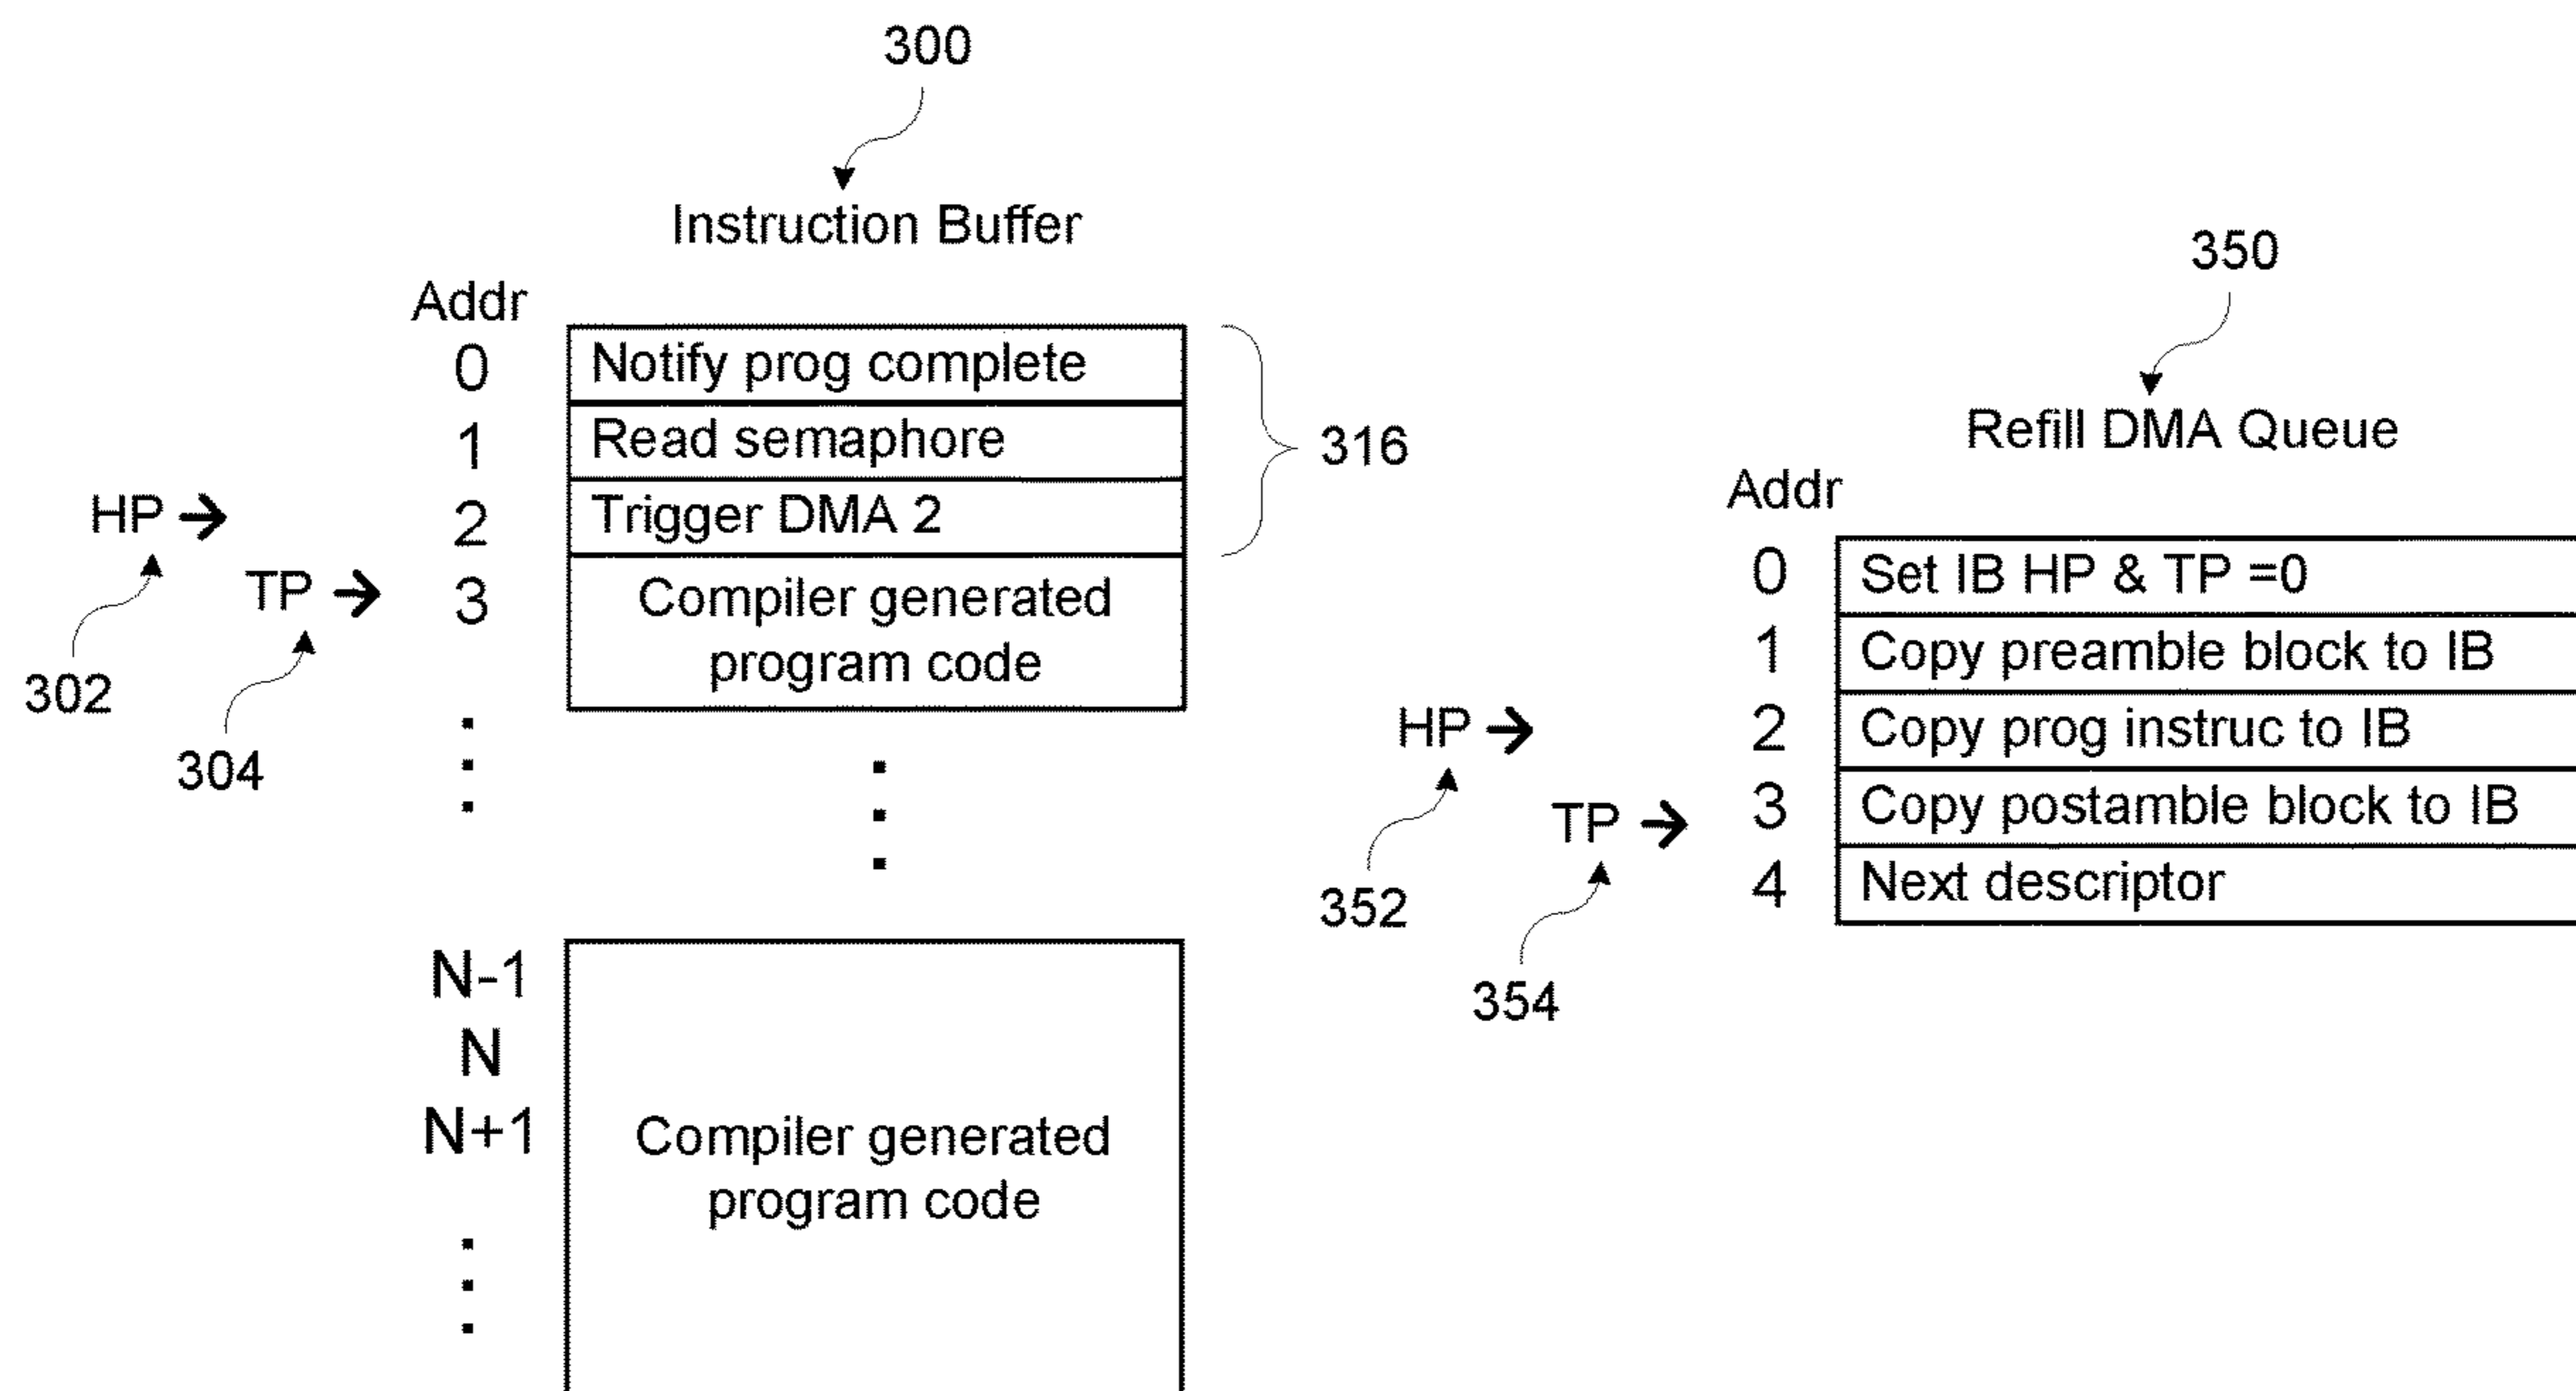 300
Instruction Buffer
Addr
0 Notify prog complete
1 Read semaphore
316
HP → 2 Trigger DMA 2
TP → 3 Compiler generated
program code
302
304
N-1
N
N+1 Compiler generated
program code
350
Refill DMA Queue
Addr
0 Set IB HP & TP =0
1 Copy preamble block to IB
HP → 2 Copy prog instruc to IB
TP → 3 Copy postamble block to IB
4 Next descriptor
352
354